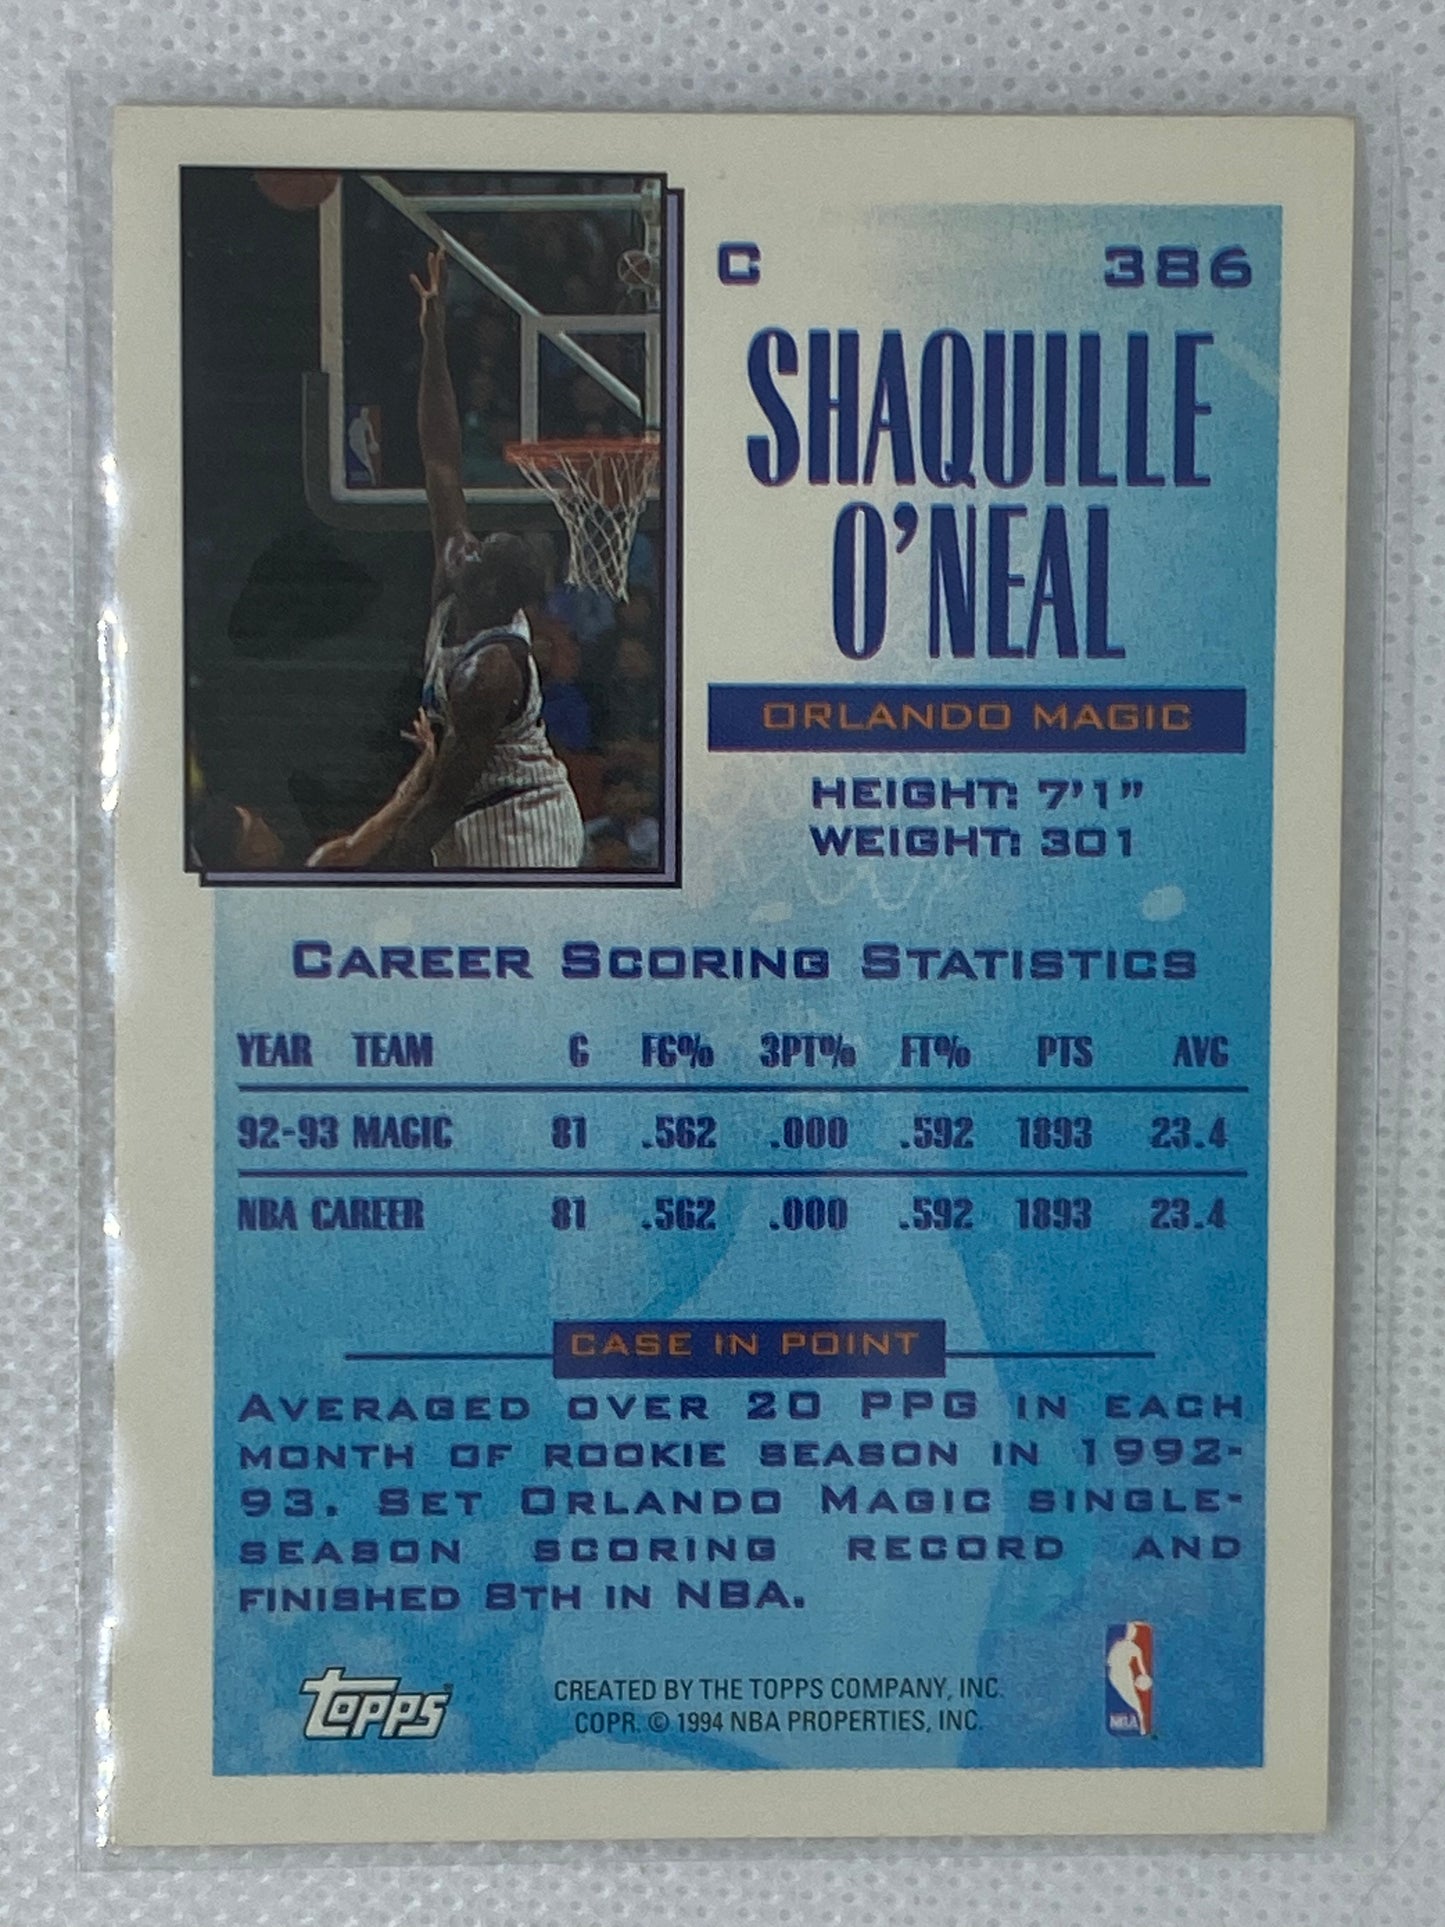 C 386
SHAQUILLE
O'NEAL
ORLANDO MAGIC
HEIGHT: 7'1"
WEIGHT: 301
CAREER SCORING STATISTICS
YEAR TEAM G FG% 3PT% FT% PTS AVG
92-93 MAGIC 81 .562 .000 .592 1893 23.4
NBA CAREER 81 .562 .000 .592 1893 23.4
CASE IN POINT
AVERAGED OVER 20 PPG IN EACH
MONTH OF ROOKIE SEASON IN 1992-
93. SET ORLANDO MAGIC SINGLE-
SEASON SCORING RECORD AND
FINISHED 8TH IN NBA.
TOPPS
CREATED BY THE TOPPS COMPANY, INC.
COPR. © 1994 NBA PROPERTIES, INC.
NBA